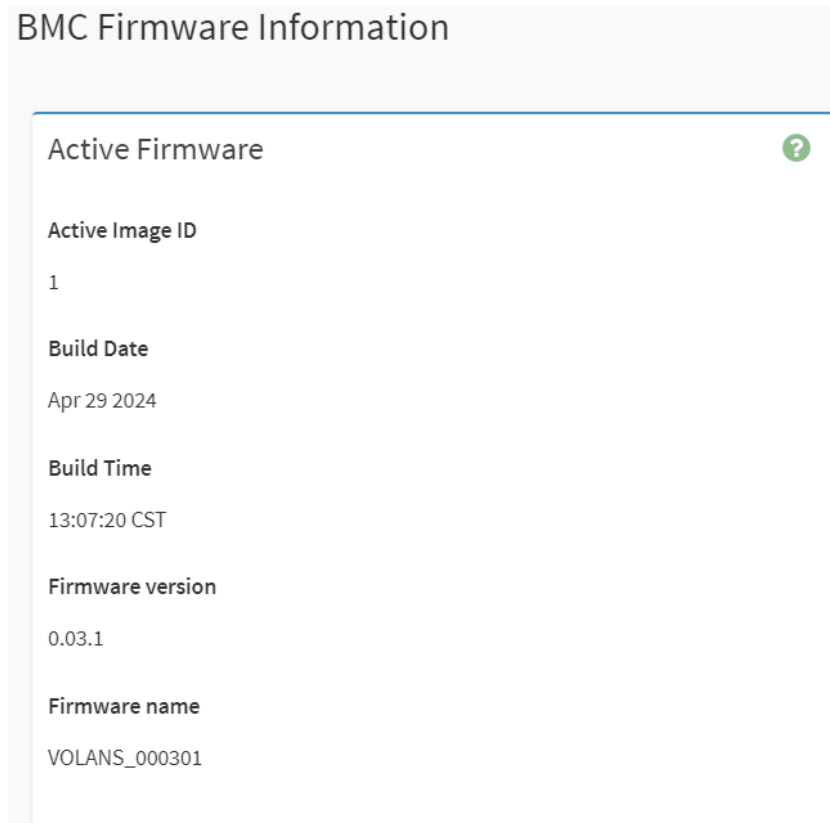 BMC Firmware Information
Active Firmware
Active Image ID
1
Build Date
Apr 29 2024
Build Time
13:07:20 CST
Firmware version
0.03.1
Firmware name
VOLANS_000301